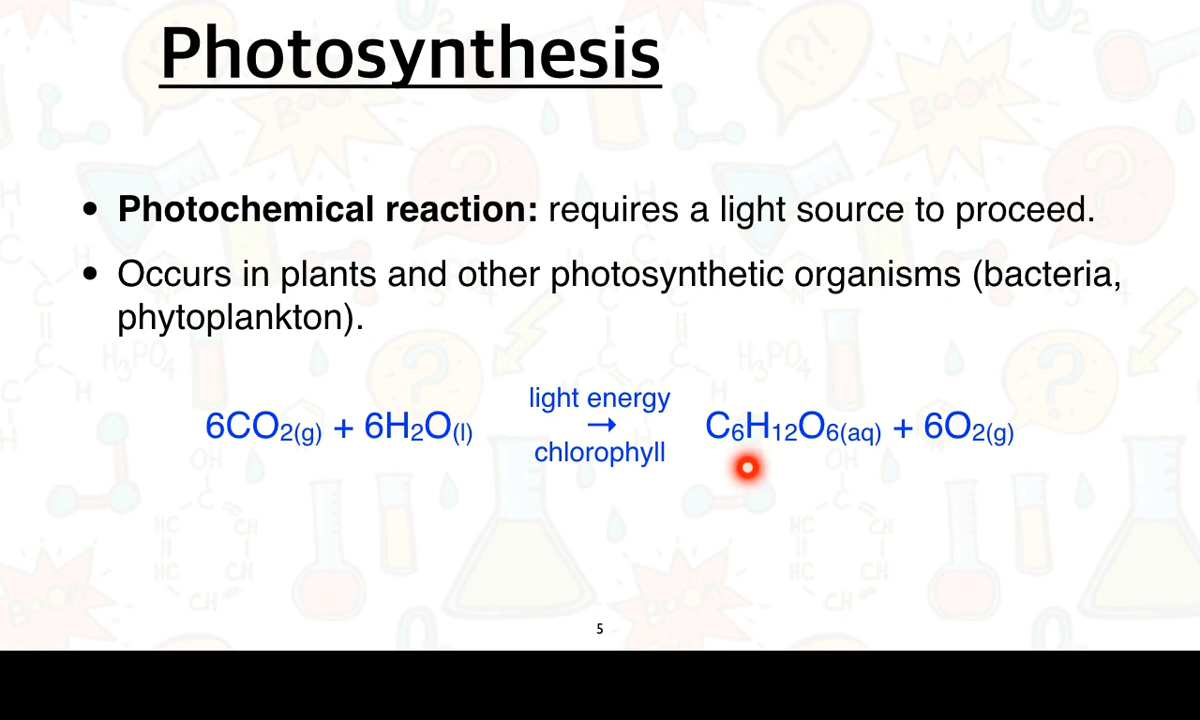 Photosynthesis
• Photochemical reaction: requires a light source to proceed.
• Occurs in plants and other photosynthetic organisms (bacteria,
phytoplankton).
light energy
6CO2(g) + 6H2O(l) → C6H12O6(aq) + 6O2(g)
chlorophyll
5